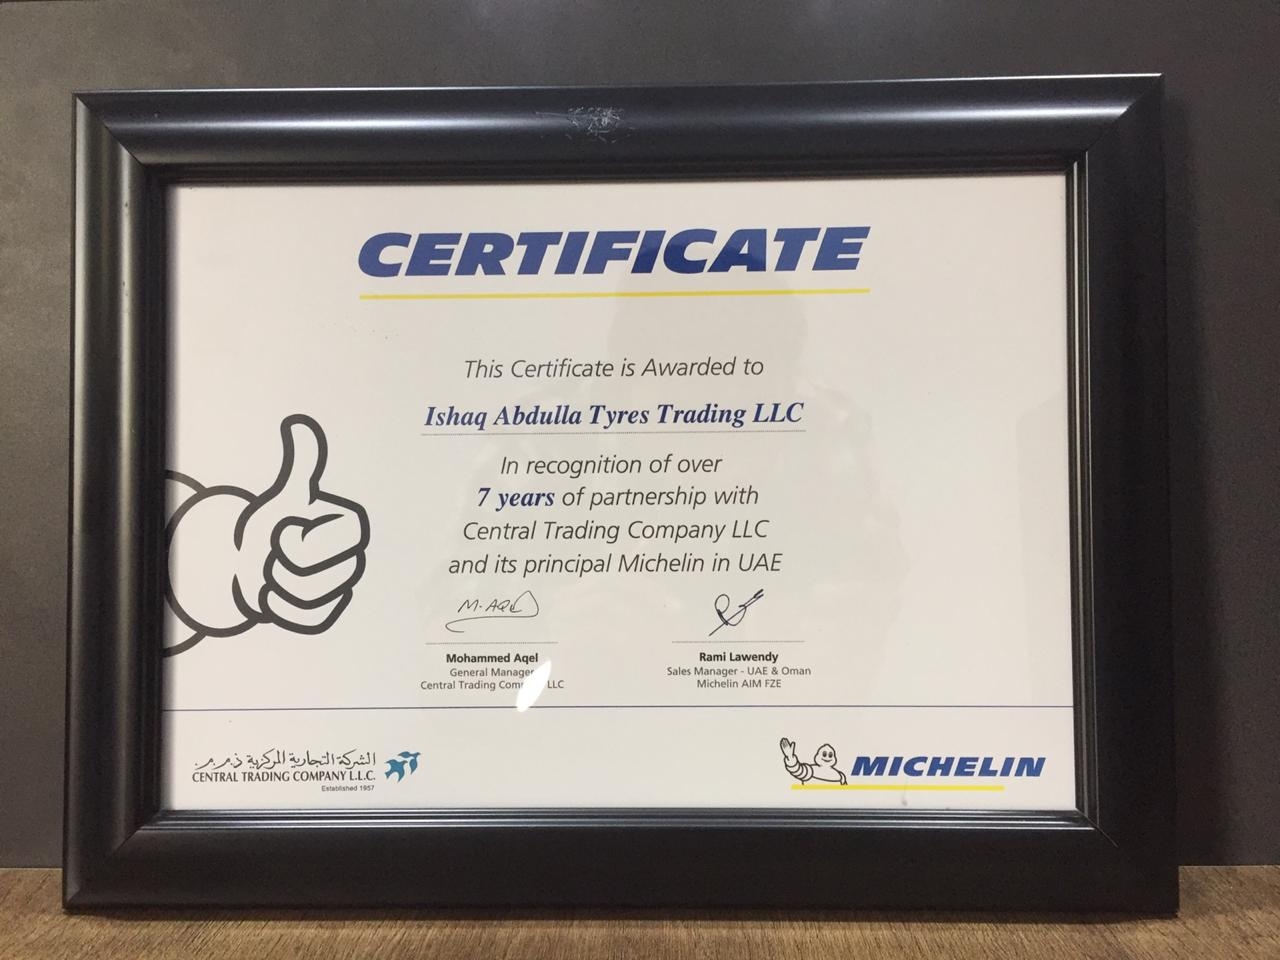 CERTIFICATE
This Certificate is Awarded to
Ishaq Abdulla Tyres Trading LLC
In recognition of over
7 years of partnership with
Central Trading Company LLC
and its principal Michelin in UAE
M. AQEL
Mohammed Aqel
General Manager
Central Trading Com LLC
Rami Lawendy
Sales Manager - UAE & Oman
Michelin AIM FZE
الشركة التجارية المركزية ذ.م.م.
CENTRAL TRADING COMPANY L.L.C.
Established 1957
MICHELIN